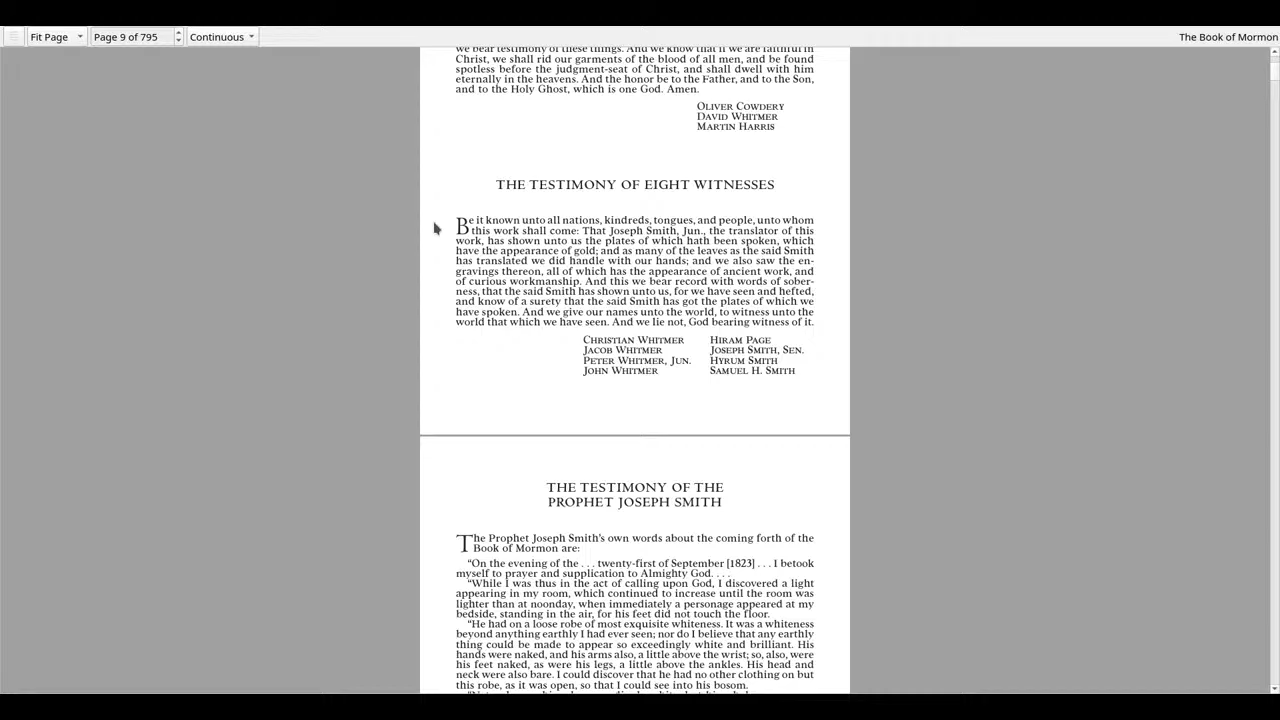 Fit Page Page 9 of 795 Continuous The Book of Mormon
we bear testimony of these things. And we know that if we are faithful in
Christ, we shall rid our garments of the blood of all men, and be found
spotless before the judgment-seat of Christ, and shall dwell with him
eternally in the heavens. And the honor be to the Father, and to the Son,
and to the Holy Ghost, which is one God. Amen.
OLIVER COWDERY
DAVID WHITMER
MARTIN HARRIS
THE TESTIMONY OF EIGHT WITNESSES
Be it known unto all nations, kindreds, tongues, and people, unto whom
this work shall come: That Joseph Smith, Jun., the translator of this
work, has shown unto us the plates of which hath been spoken, which
have the appearance of gold; and as many of the leaves as the said Smith
has translated we did handle with our hands; and we also saw the en-
gravings thereon, all of which has the appearance of ancient work, and
of curious workmanship. And this we bear record with words of sober-
ness, that the said Smith has shown unto us, for we have seen and hefted,
and know of a surety that the said Smith has got the plates of which we
have spoken. And we give our names unto the world, to witness unto the
world that which we have seen. And we lie not, God bearing witness of it.
CHRISTIAN WHITMER HIRAM PAGE
JACOB WHITMER JOSEPH SMITH, SEN.
PETER WHITMER, JUN. HYRUM SMITH
JOHN WHITMER SAMUEL H. SMITH
THE TESTIMONY OF THE
PROPHET JOSEPH SMITH
The Prophet Joseph Smith's own words about the coming forth of the
Book of Mormon are:
“On the evening of the . . . twenty-first of September [1823] . . . I betook
myself to prayer and supplication to Almighty God. . . .
“While I was thus in the act of calling upon God, I discovered a light
appearing in my room, which continued to increase until the room was
lighter than at noonday, when immediately a personage appeared at my
bedside, standing in the air, for his feet did not touch the floor.
“He had on a loose robe of most exquisite whiteness. It was a whiteness
beyond anything earthly I had ever seen; nor do I believe that any earthly
thing could be made to appear so exceedingly white and brilliant. His
hands were naked, and his arms also, a little above the wrist; so, also, were
his feet naked, as were his legs, a little above the ankles. His head and
neck were also bare. I could discover that he had no other clothing on but
this robe, as it was open, so that I could see into his bosom.